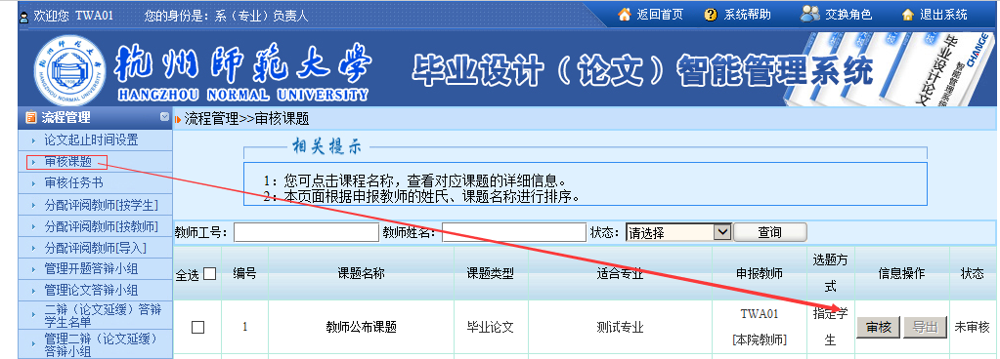 欢迎您 TWA01 您的身份是：系（专业）负责人 返回首页 系统帮助 交换角色 退出系统
杭州师范大学
HANGZHOU NORMAL UNIVERSITY
毕业设计（论文）智能管理系统
毕业设计论文
智能管理系统
CHANGE
流程管理
论文起止时间设置
审核课题
审核任务书
分配评阅教师[按学生]
分配评阅教师[按教师]
分配评阅教师[导入]
管理开题答辩小组
管理论文答辩小组
二辩（论文延缓）答辩
学生名单
管理二辩（论文延缓）
答辩小组
流程管理>>审核课题
相关提示
1：您可点击课程名称，查看对应课题的详细信息。
2：本页面根据申报教师的姓氏、课题名称进行排序。
教师工号： 教师姓名： 状态： 请选择 查询
全选 编号 课题名称 课题类型 适合专业 申报教师 选题方式 信息操作 状态
1 教师公布课题 毕业论文 测试专业 TWA01 [本院教师] 指定学生 审核 导出 未审核